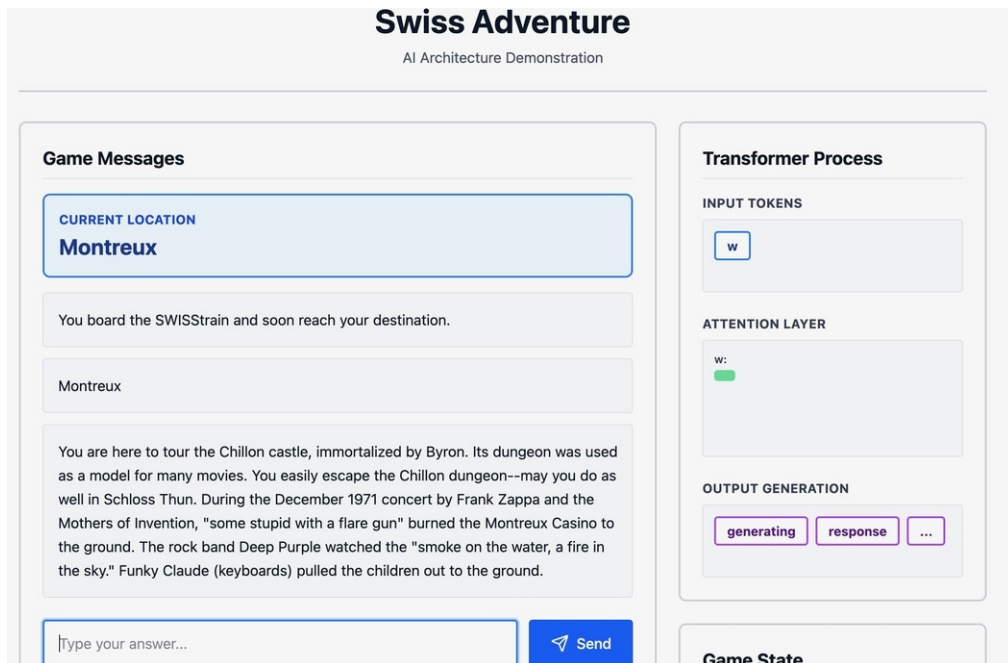 Swiss Adventure
AI Architecture Demonstration
Game Messages
CURRENT LOCATION
Montreux
You board the SWISStrain and soon reach your destination.
Montreux
You are here to tour the Chillon castle, immortalized by Byron. Its dungeon was used
as a model for many movies. You easily escape the Chillon dungeon--may you do as
well in Schloss Thun. During the December 1971 concert by Frank Zappa and the
Mothers of Invention, "some stupid with a flare gun" burned the Montreux Casino to
the ground. The rock band Deep Purple watched the "smoke on the water, a fire in
the sky." Funky Claude (keyboards) pulled the children out to the ground.
Type your answer...
Send
Transformer Process
INPUT TOKENS
w
ATTENTION LAYER
w:
OUTPUT GENERATION
generating response ...
Game State